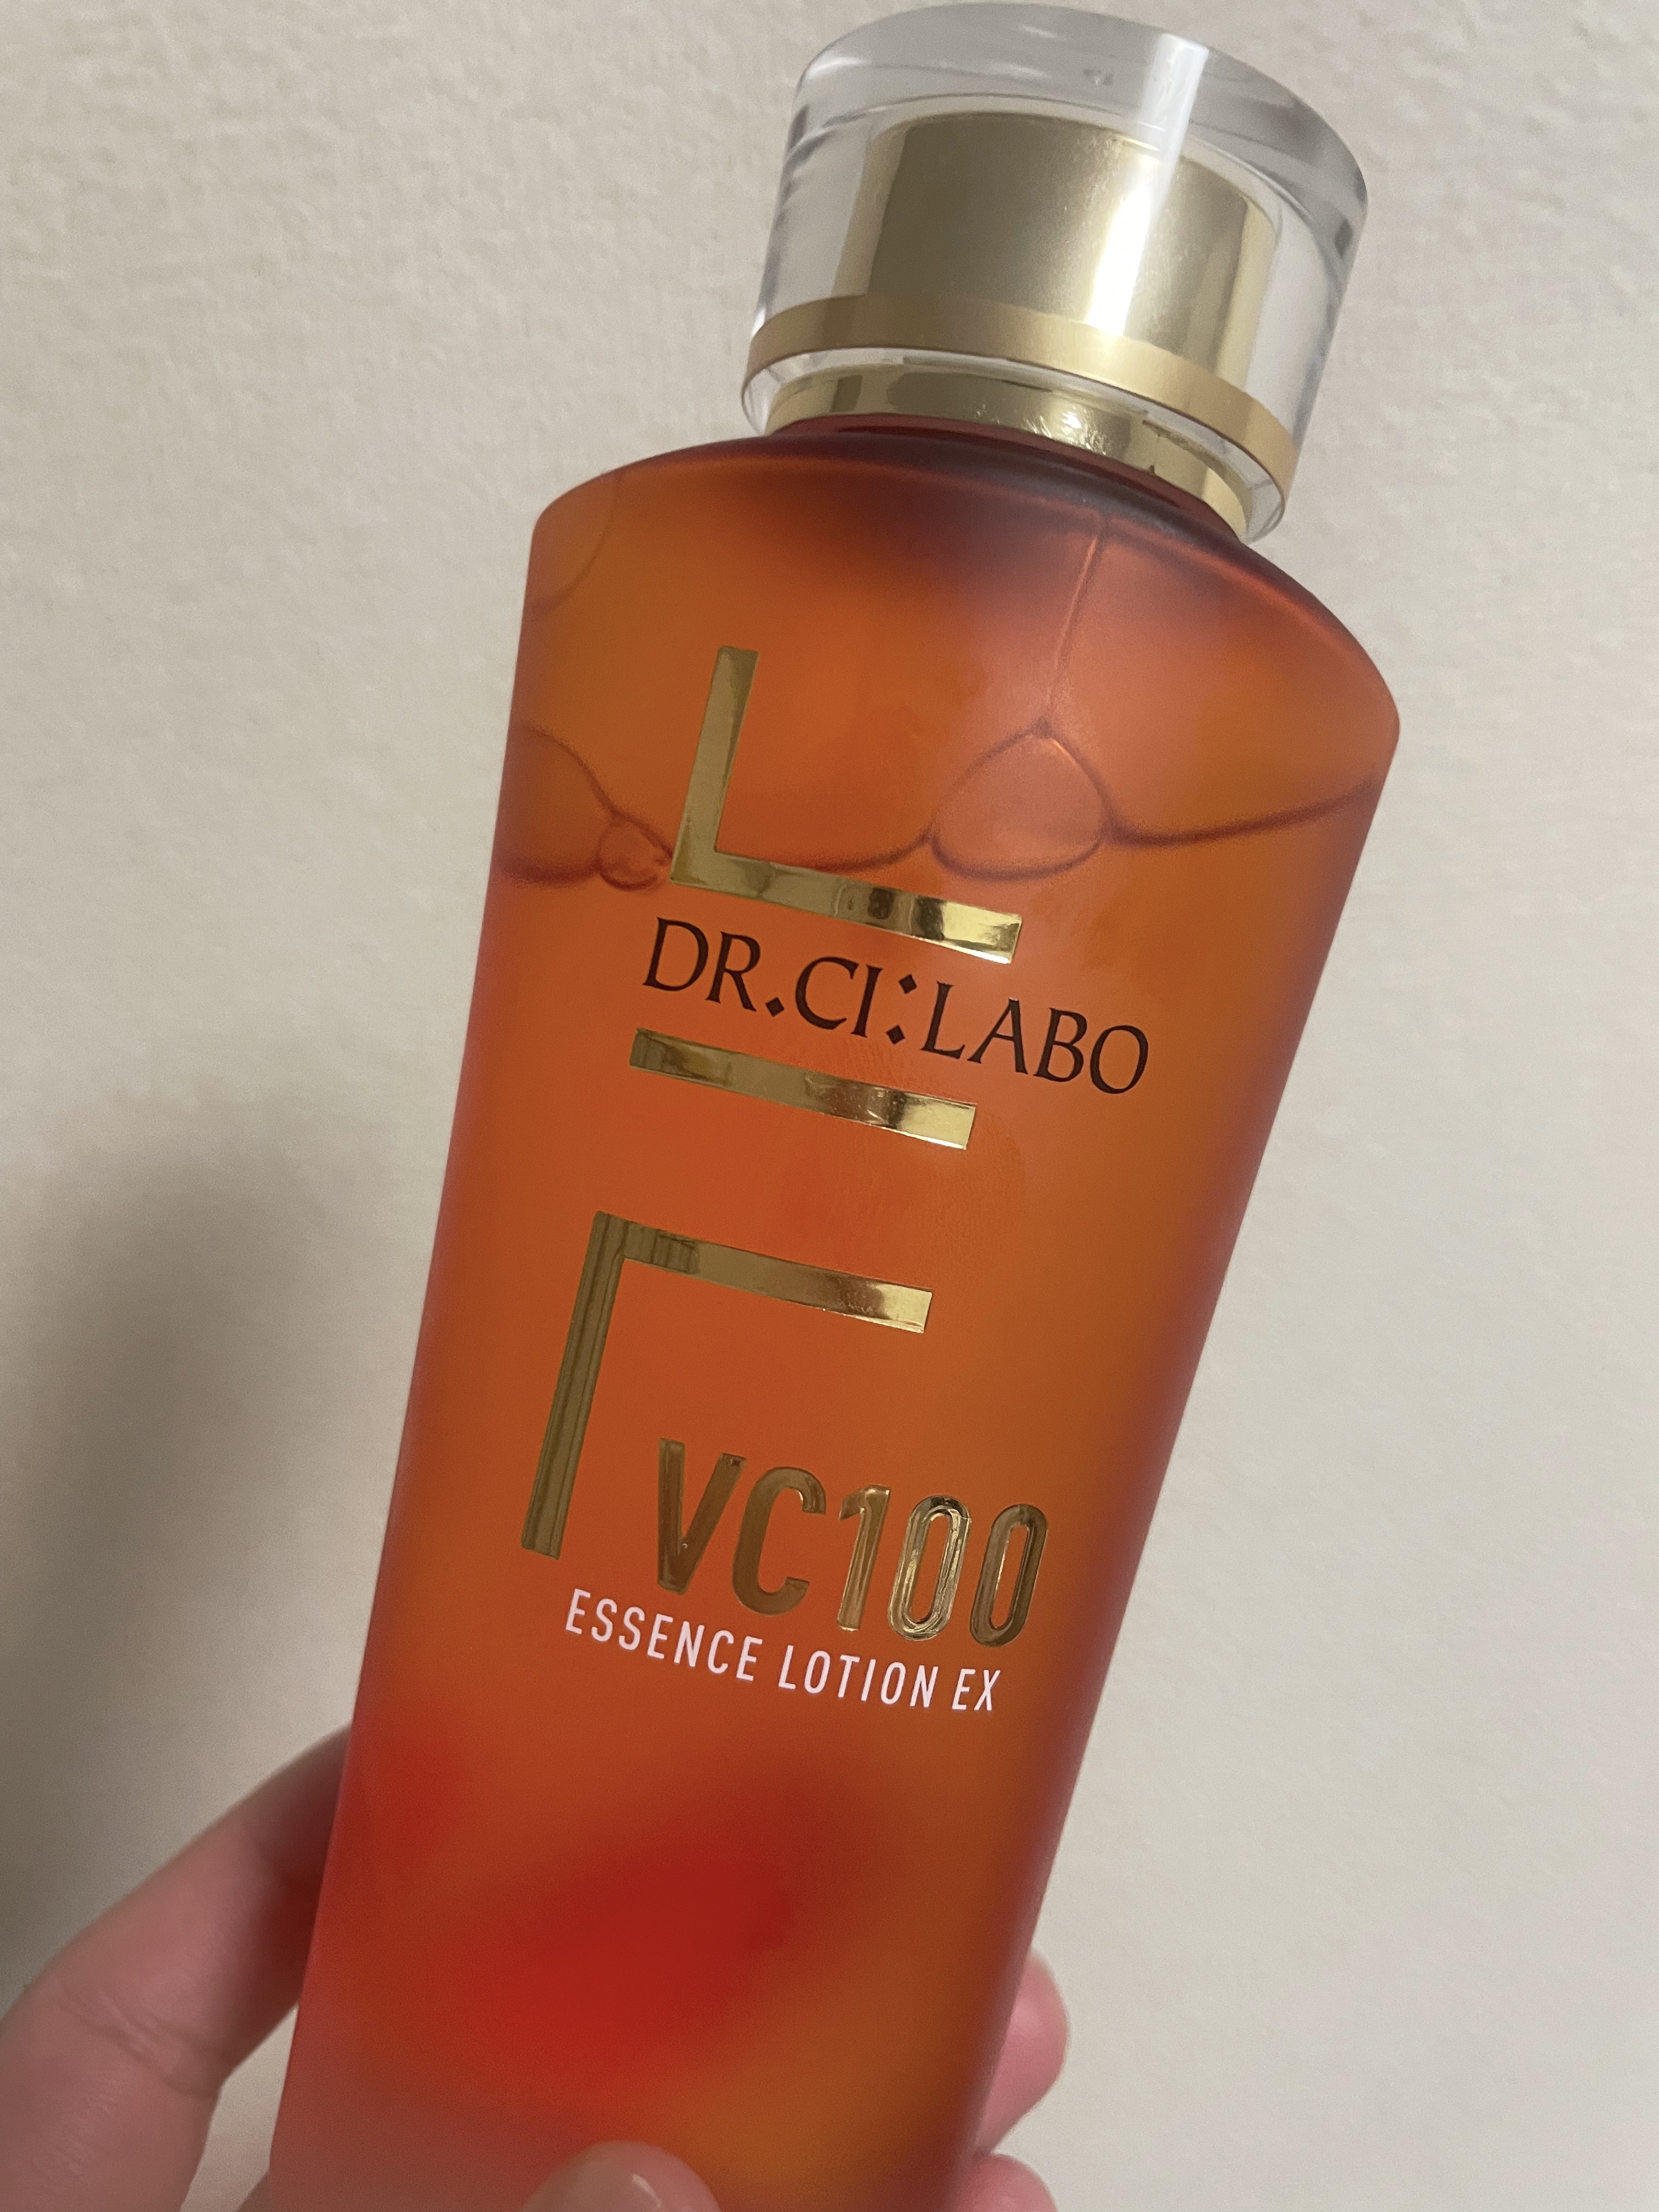 DR.CI:LABO
VC100
ESSENCE LOTION EX